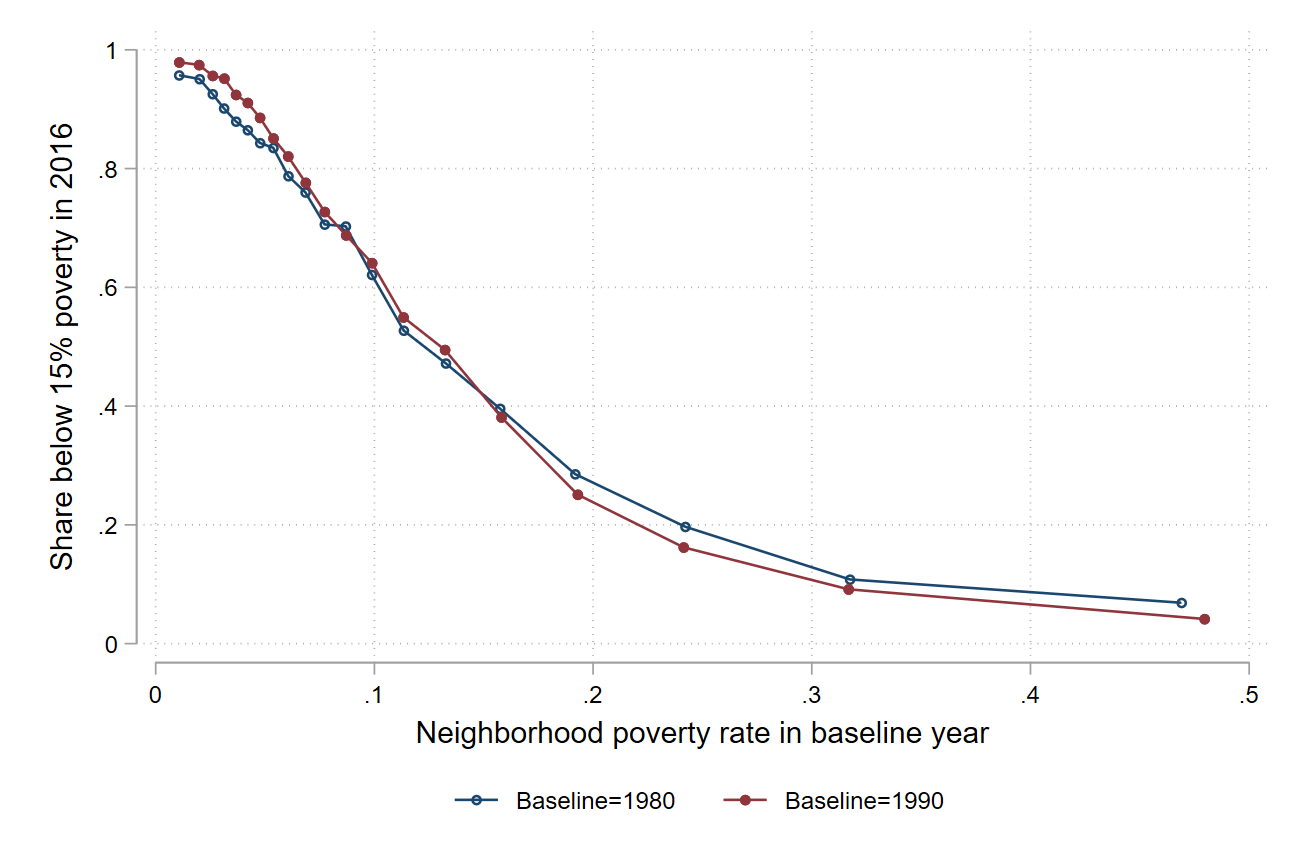 Share below 15% poverty in 2016
1
.8
.6
.4
.2
0
0 .1 .2 .3 .4 .5
Neighborhood poverty rate in baseline year
Baseline=1980 Baseline=1990